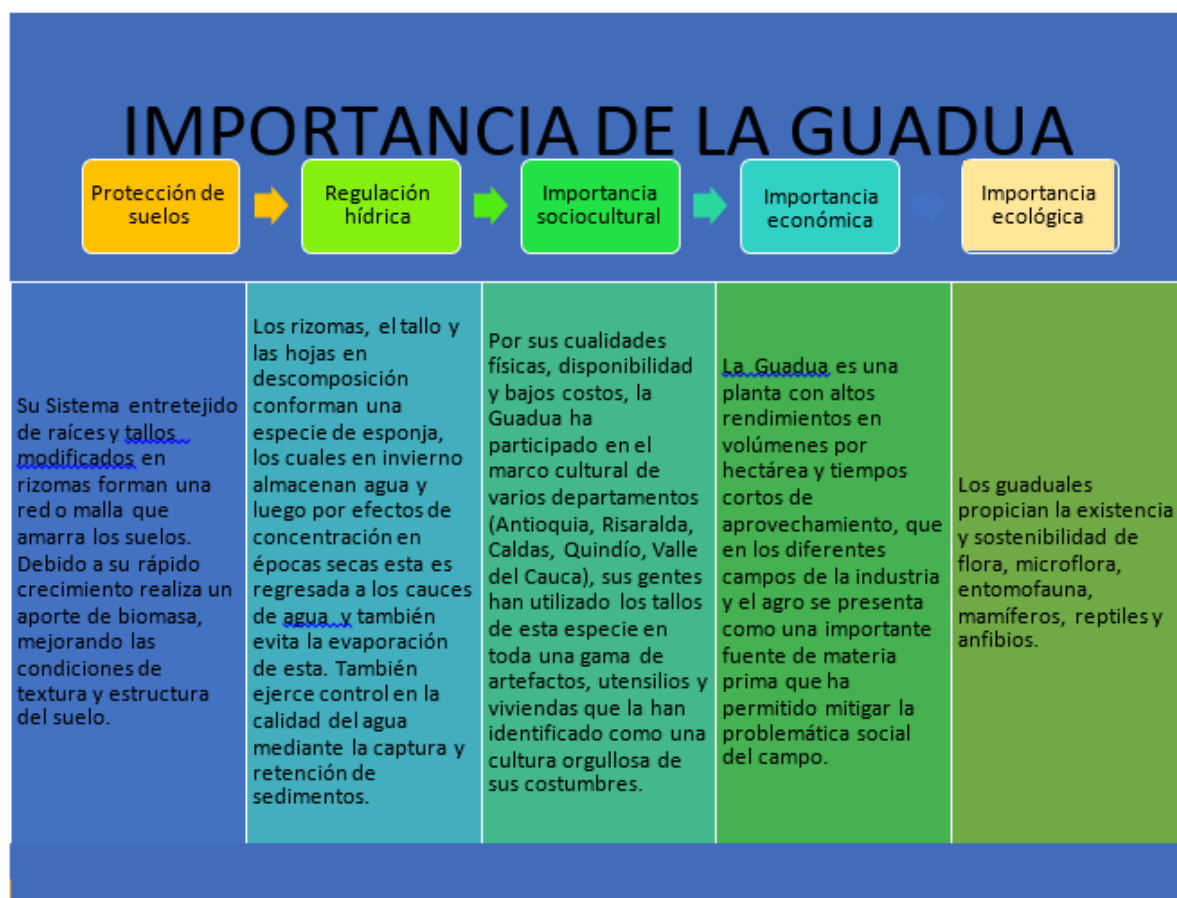 IMPORTANCIA DE LA GUADUA
Protección de
suelos
Regulación
hídrica
Importancia
sociocultural
Importancia
económica
Importancia
ecológica
Su Sistema entretejido
de raíces y tallos
modificados en
rizomas forman una
red o malla que
amarra los suelos.
Debido a su rápido
crecimiento realiza un
aporte de biomasa,
mejorando las
condiciones de
textura y estructura
del suelo.
Los rizomas, el tallo y
las hojas en
descomposición
conforman una
especie de esponja,
los cuales en invierno
almacenan agua y
luego por efectos de
concentración en
épocas secas esta es
regresada a los cauces
de agua y también
evita la evaporación
de esta. También
ejerce control en la
calidad del agua
mediante la captura y
retención de
sedimentos.
Por sus cualidades
físicas, disponibilidad
y bajos costos, la
Guadua ha
participado en el
marco cultural de
varios departamentos
(Antioquia, Risaralda,
Caldas, Quindío, Valle
del Cauca), sus gentes
han utilizado los tallos
de esta especie en
toda una gama de
artefactos, utensilios y
viviendas que la han
identificado como una
cultura orgullosa de
sus costumbres.
La Guadua es una
planta con altos
rendimientos en
volúmenes por
hectárea y tiempos
cortos de
aprovechamiento, que
en los diferentes
campos de la industria
y el agro se presenta
como una importante
fuente de materia
prima que ha
permitido mitigar la
problemática social
del campo.
Los guaduales
propician la existencia
y sostenibilidad de
flora, microflora,
entomofauna,
mamíferos, reptiles y
anfibios.